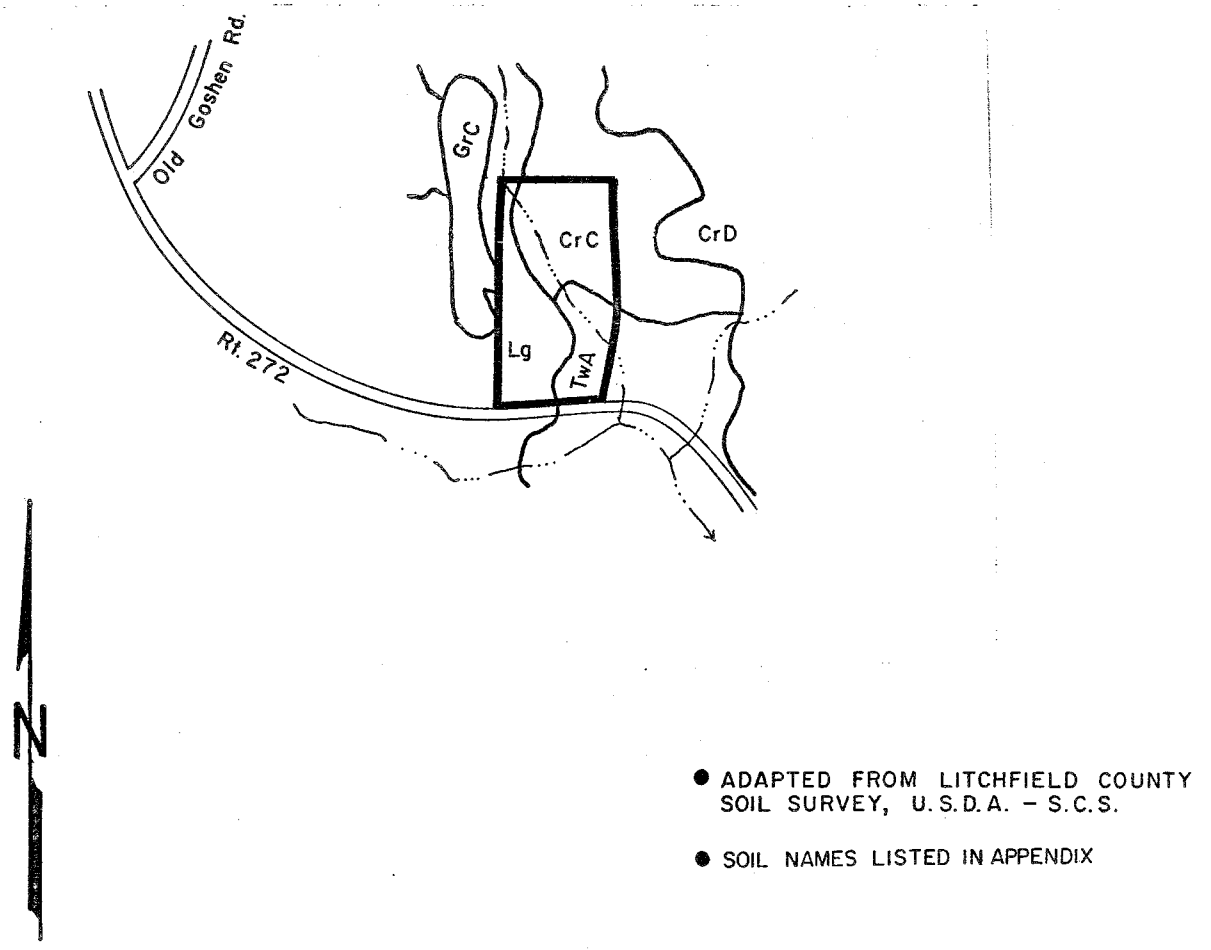 Old Goshen Rd.
GrC
CrC
CrD
Rt. 272
Lg
TwA
N
● ADAPTED FROM LITCHFIELD COUNTY
SOIL SURVEY, U.S.D.A. – S.C.S.
● SOIL NAMES LISTED IN APPENDIX